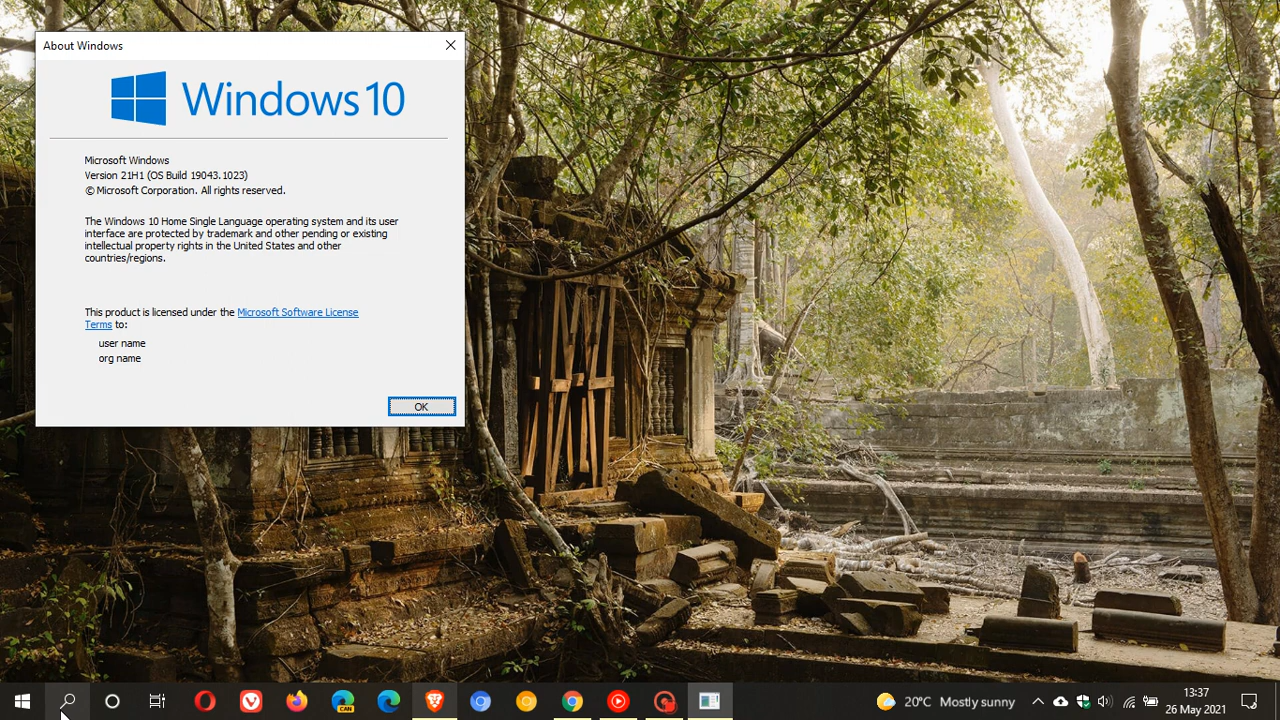 About Windows
Windows 10
Microsoft Windows
Version 21H1 (OS Build 19043.1023)
© Microsoft Corporation. All rights reserved.
The Windows 10 Home Single Language operating system and its user
interface are protected by trademark and other pending or existing
intellectual property rights in the United States and other
countries/regions.
This product is licensed under the Microsoft Software License
Terms to:
user name
org name
OK
CAN
20°C Mostly sunny
13:37
26 May 2021